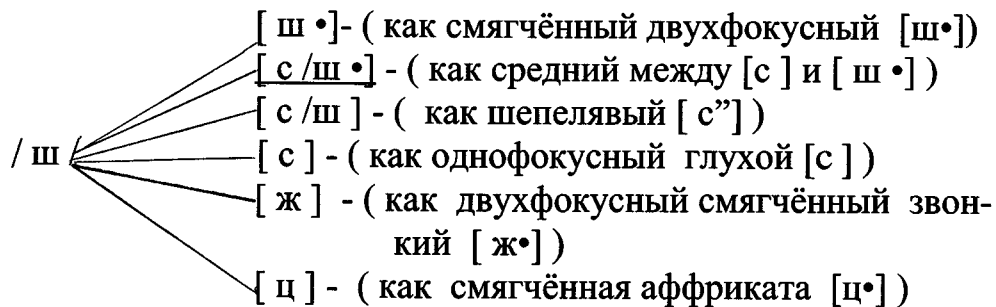 [ ш •]- ( как смягчённый двухфокусный [ш•])
[ с /ш •] - ( как средний между [с ] и [ ш •] )
[ с /ш ] - ( как шепелявый [ с”] )
/ ш /
[ с ] - ( как однофокусный глухой [с ] )
[ ж ] - ( как двухфокусный смягчённый звон-
кий [ ж•] )
[ ц ] - ( как смягчённая аффриката [ц•] )